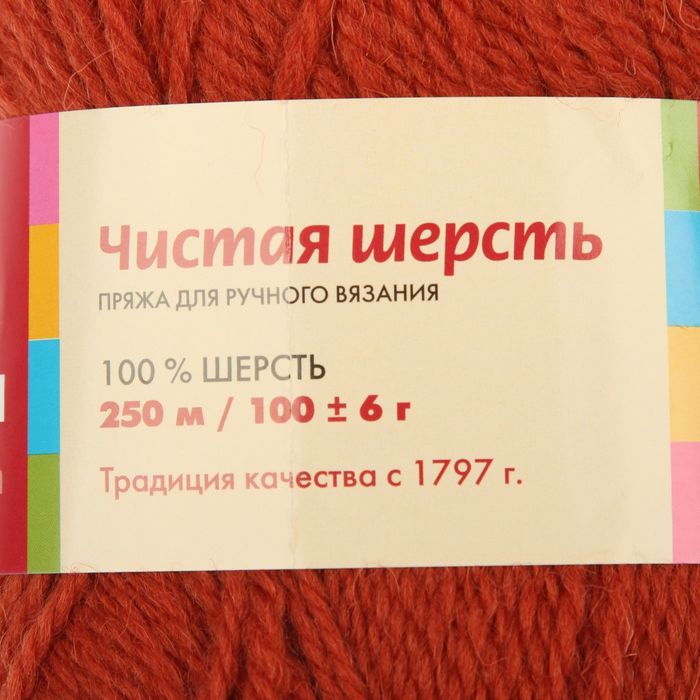 Чистая шерсть
ПРЯЖА ДЛЯ РУЧНОГО ВЯЗАНИЯ
100 % ШЕРСТЬ
250 м / 100 ± 6 г
Традиция качества с 1797 г.